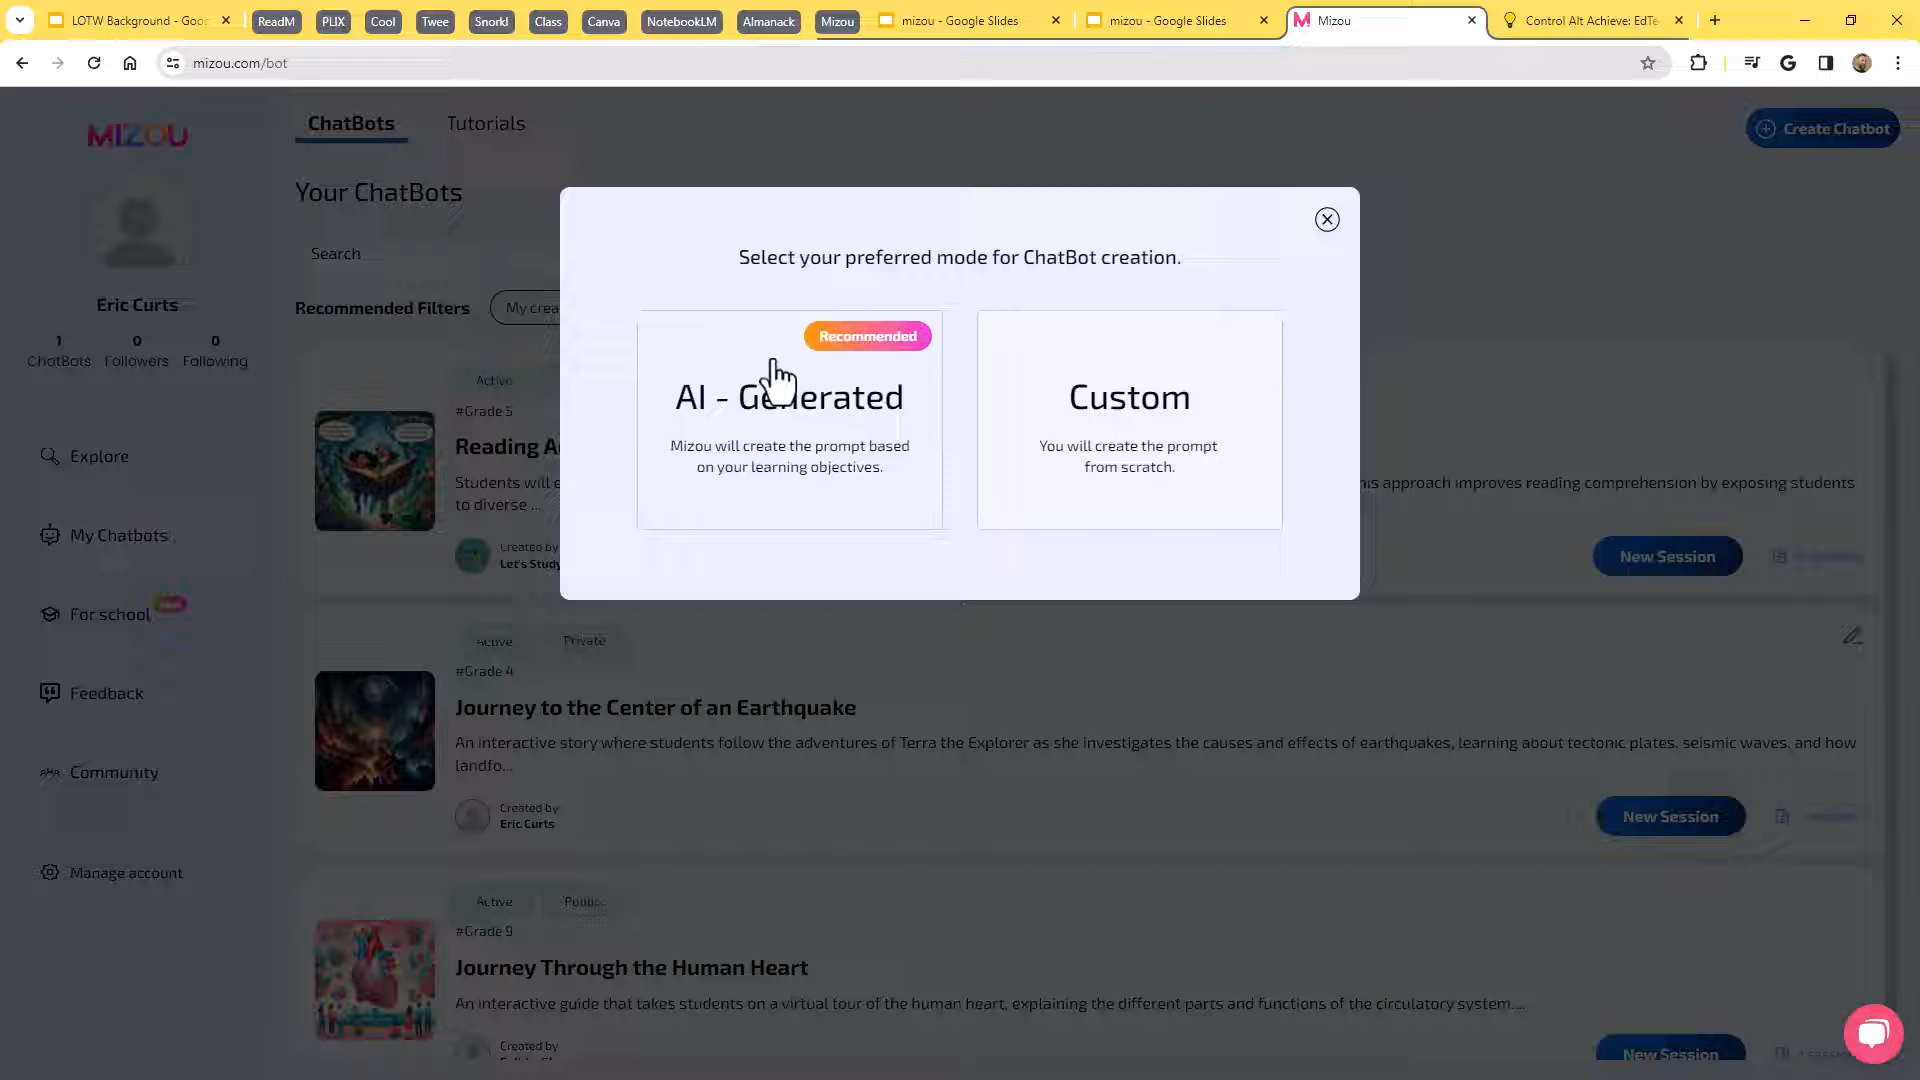 LOTW Background - Goog
ReadM
PLIX
Cool
Twee
Snorkl
Class
Canva
NotebookLM
Almanack
Mizou
mizou - Google Slides
mizou - Google Slides
Mizou
Control Alt Achieve: EdTe
mizou.com/bot
MIZOU
ChatBots
Tutorials
Create Chatbot
Your ChatBots
Search
Recommended Filters
My crea
Eric Curts
1
0
0
ChatBots
Followers
Following
Explore
My Chatbots
For school
Feedback
Community
Manage account
Select your preferred mode for ChatBot creation.
Recommended
AI - Generated
Mizou will create the prompt based
on your learning objectives.
Custom
You will create the prompt
from scratch.
Active
#Grade 5
Reading A
Students will e
his approach improves reading comprehension by exposing students
to diverse ...
Created by
Let's Study
New Session
Active
Private
#Grade 4
Journey to the Center of an Earthquake
An interactive story where students follow the adventures of Terra the Explorer as she investigates the causes and effects of earthquakes, learning about tectonic plates, seismic waves, and how
landfo...
Created by
Eric Curts
New Session
Active
#Grade 9
Journey Through the Human Heart
An interactive guide that takes students on a virtual tour of the human heart, explaining the different parts and functions of the circulatory system....
Created by
New Session